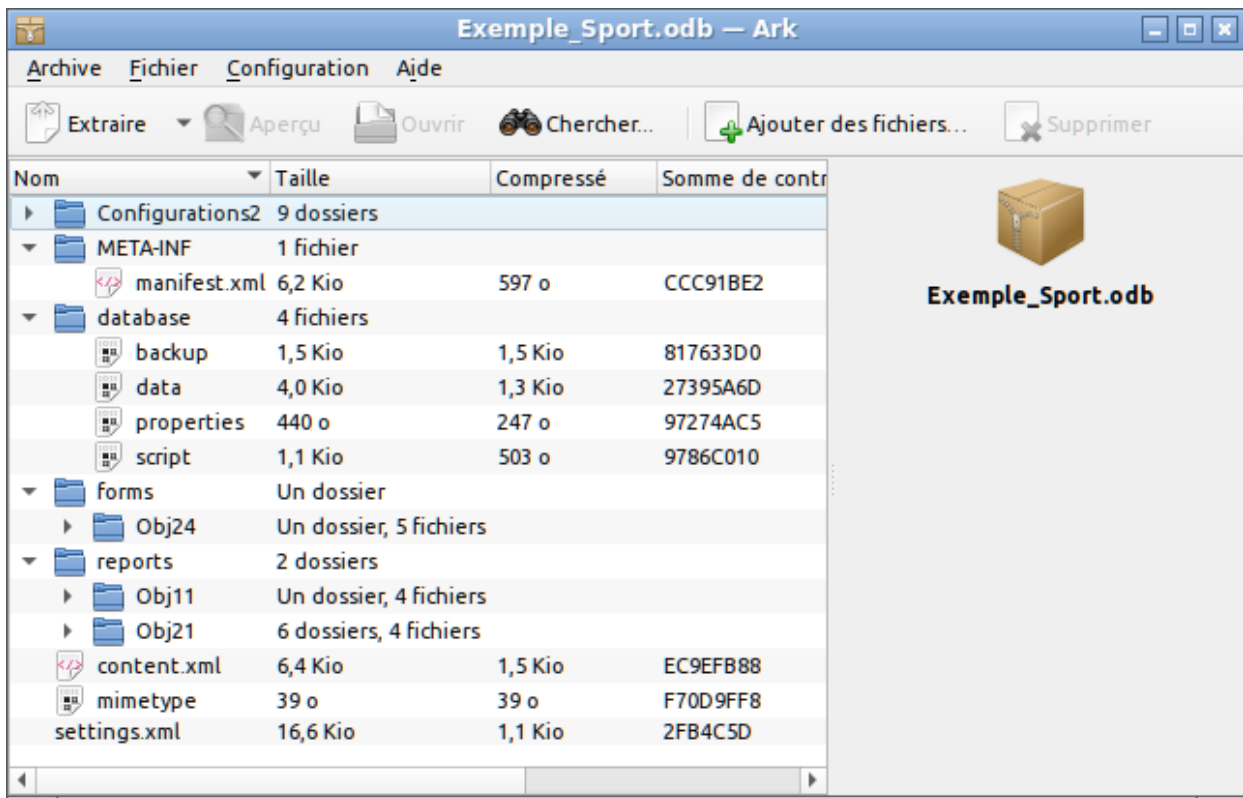 Exemple_Sport.odb — Ark
Archive Fichier Configuration Aide
Extraire Aperçu Ouvrir Chercher... Ajouter des fichiers... Supprimer
Nom Taille Compressé Somme de contr
Configurations2 9 dossiers
META-INF 1 fichier
manifest.xml 6,2 Kio 597 o CCC91BE2
database 4 fichiers
backup 1,5 Kio 1,5 Kio 817633D0
data 4,0 Kio 1,3 Kio 27395A6D
properties 440 o 247 o 97274AC5
script 1,1 Kio 503 o 9786C010
forms Un dossier
Obj24 Un dossier, 5 fichiers
reports 2 dossiers
Obj11 Un dossier, 4 fichiers
Obj21 6 dossiers, 4 fichiers
content.xml 6,4 Kio 1,5 Kio EC9EFB88
mimetype 39 o 39 o F70D9FF8
settings.xml 16,6 Kio 1,1 Kio 2FB4C5D
Exemple_Sport.odb